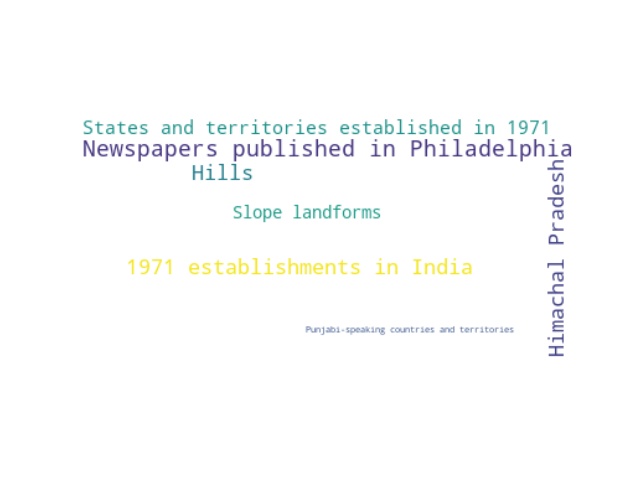 States and territories established in 1971
Newspapers published in Philadelphia
Hills
Himachal Pradesh
Slope landforms
1971 establishments in India
Punjabi-speaking countries and territories